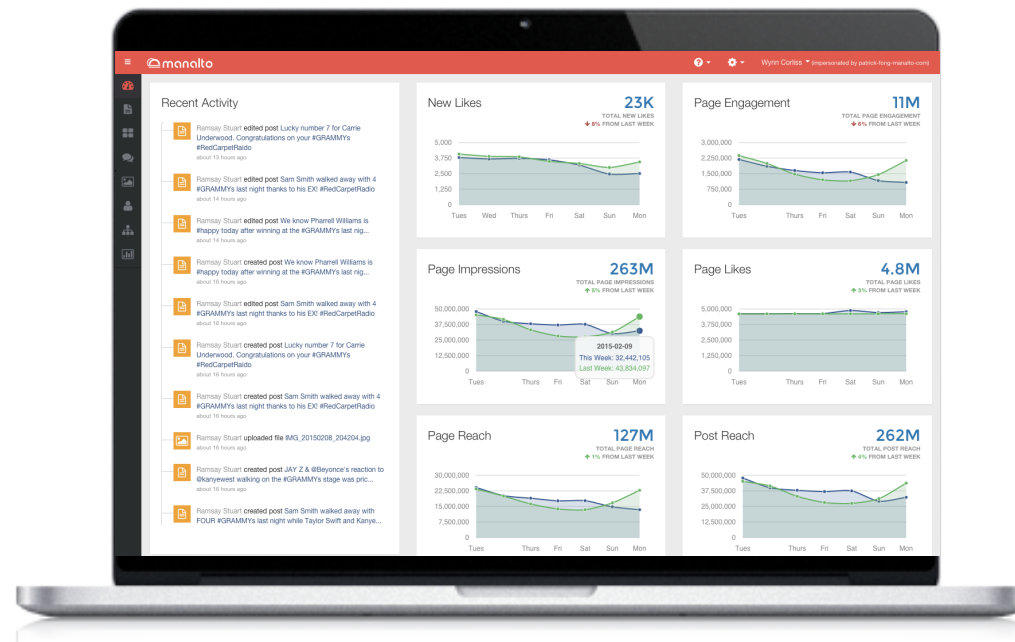 manalto
Wynn Corliss (impersonated by patrick-fong-manalto-com)
Recent Activity
Ramsay Stuart edited post Lucky number 7 for Carrie
Underwood. Congratulations on your #GRAMMYs
#RedCarpetRaido
about 13 hours ago
Ramsay Stuart edited post Sam Smith walked away with 4
#GRAMMYs last night thanks to his EX! #RedCarpetRadio
about 14 hours ago
Ramsay Stuart edited post We know Pharrell Williams is
#happy today after winning at the #GRAMMYs last nig...
about 14 hours ago
Ramsay Stuart created post We know Pharrell Williams is
#happy today after winning at the #GRAMMYs last nig...
about 16 hours ago
Ramsay Stuart edited post Sam Smith walked away with 4
#GRAMMYs last night thanks to his EX! #RedCarpetRadio
about 16 hours ago
Ramsay Stuart created post Lucky number 7 for Carrie
Underwood. Congratulations on your #GRAMMYs
#RedCarpetRaido
about 16 hours ago
Ramsay Stuart created post Sam Smith walked away with 4
#GRAMMYs last night thanks to his EX! #RedCarpetRadio
about 16 hours ago
Ramsay Stuart uploaded file IMG_20150208_204204.jpg
about 16 hours ago
Ramsay Stuart created post JAY Z & @Beyonce's reaction to
@kanyewest walking on the #GRAMMYs stage was pric...
about 16 hours ago
Ramsay Stuart created post Sam Smith walked away with
FOUR #GRAMMYs last night while Taylor Swift and Kanye...
New Likes
23K
TOTAL NEW LIKES
8% FROM LAST WEEK
5,000
3,750
2,500
1,250
0
Tues Wed Thurs Fri Sat Sun Mon
Page Engagement
11M
TOTAL PAGE ENGAGEMENT
6% FROM LAST WEEK
3,000,000
2,250,000
1,500,000
750,000
0
Tues Thurs Fri Sat Sun Mon
Page Impressions
263M
TOTAL PAGE IMPRESSIONS
5% FROM LAST WEEK
50,000,000
37,500,000
25,000,000
12,500,000
0
2015-02-09
This Week: 32,442,105
Last Week: 43,834,097
Tues Thurs Fri Sat Sun Mon
Page Likes
4.8M
TOTAL PAGE LIKES
3% FROM LAST WEEK
5,000,000
3,750,000
2,500,000
1,250,000
0
Tues Thurs Fri Sat Sun Mon
Page Reach
127M
TOTAL PAGE REACH
1% FROM LAST WEEK
30,000,000
22,500,000
15,000,000
7,500,000
0
Tues Thurs Fri Sat Sun Mon
Post Reach
262M
TOTAL POST REACH
4% FROM LAST WEEK
50,000,000
37,500,000
25,000,000
12,500,000
0
Tues Thurs Fri Sat Sun Mon